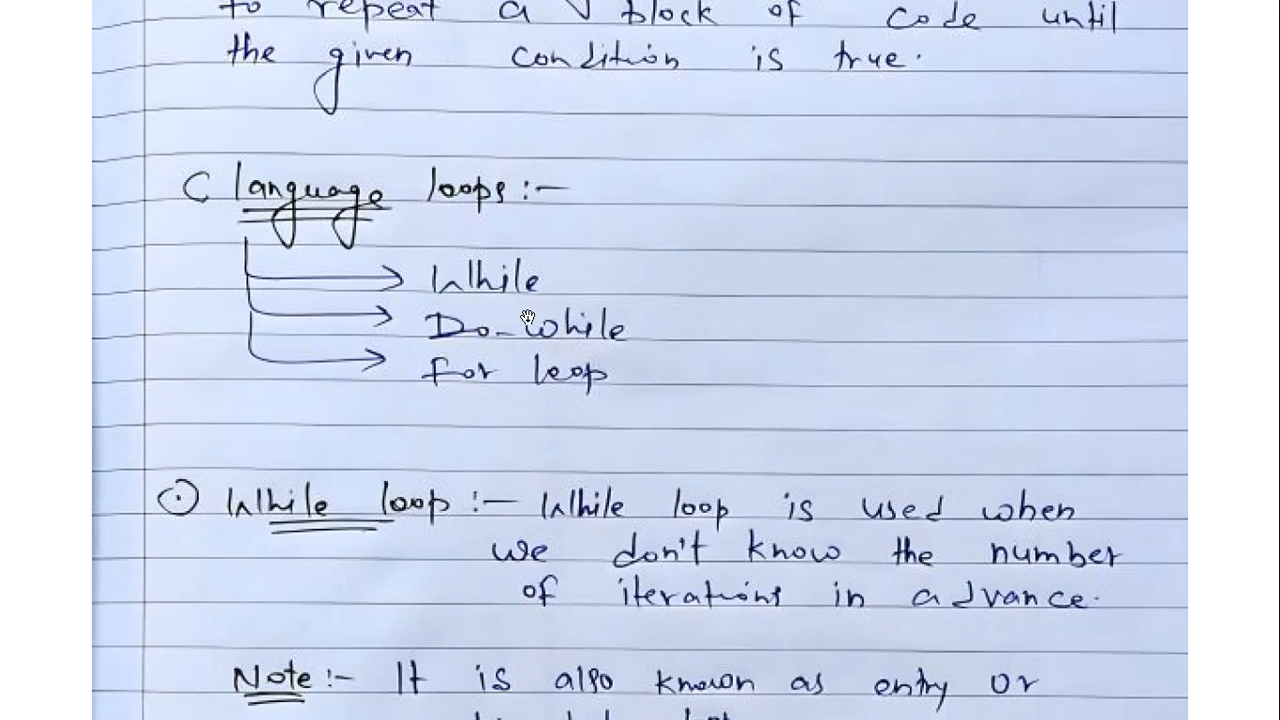 to repeat a block of code until
the given condition is true.
C language loops:-
While
Do-while
For loop
While loop :- While loop is used when
we don't know the number
of iterations in advance.
Note :- It is also known as entry or